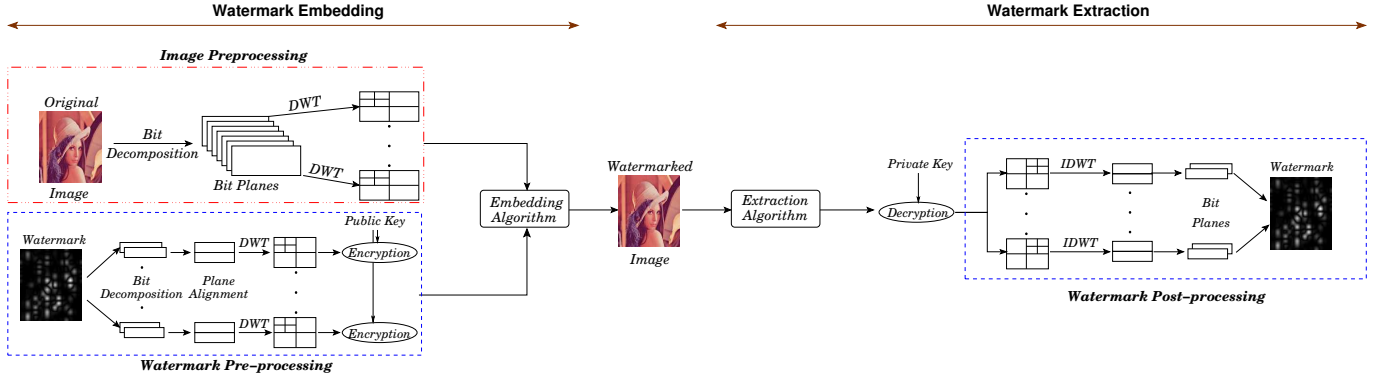 Watermark Embedding
Watermark Extraction
Image Preprocessing
Original
Image
Bit
Decomposition
Bit Planes
DWT
DWT
Watermark
Bit
Decomposition
Plane
Alignment
DWT
DWT
Public Key
Encryption
Encryption
Watermark Pre-processing
Embedding
Algorithm
Watermarked
Image
Extraction
Algorithm
Private Key
Decryption
IDWT
IDWT
Bit
Planes
Watermark
Watermark Post-processing